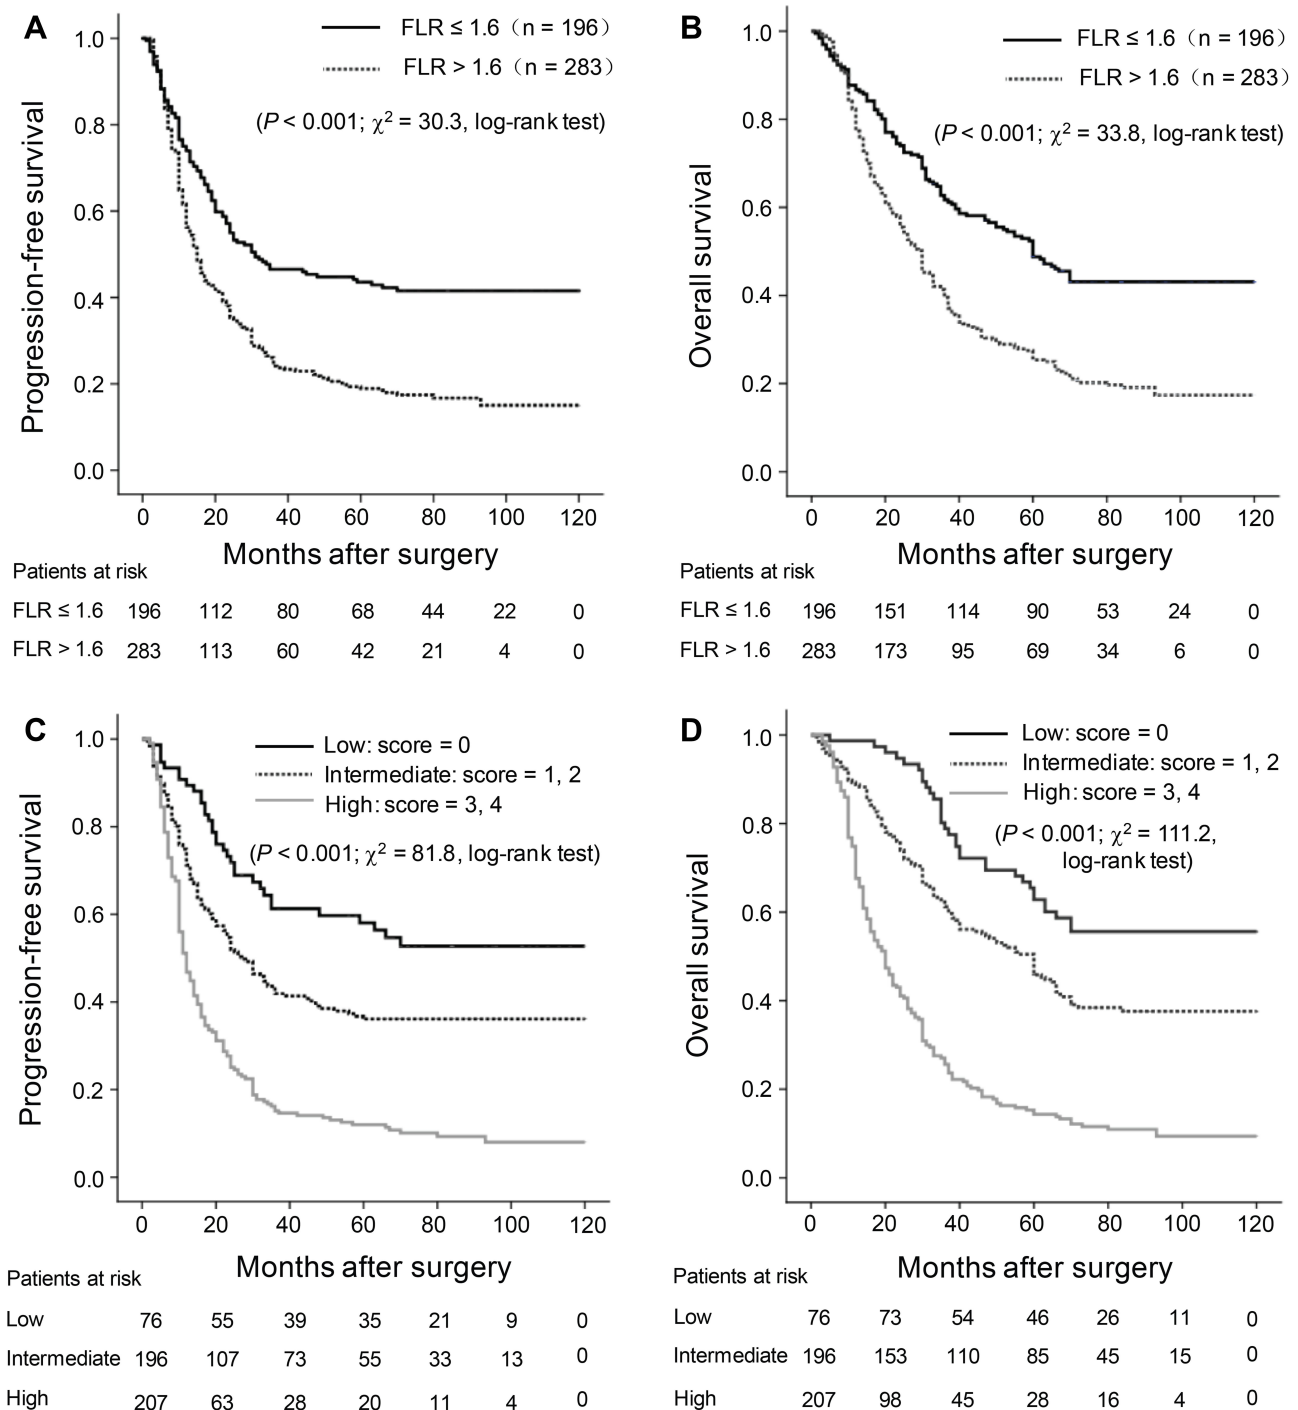 A
FLR ≤ 1.6（n = 196）
FLR > 1.6（n = 283）
(P < 0.001; χ² = 30.3, log-rank test)
Progression-free survival
1.0
0.8
0.6
0.4
0.2
0.0
0 20 40 60 80 100 120
Months after surgery
Patients at risk
FLR ≤ 1.6 196 112 80 68 44 22 0
FLR > 1.6 283 113 60 42 21 4 0
B
FLR ≤ 1.6（n = 196）
FLR > 1.6（n = 283）
(P < 0.001; χ² = 33.8, log-rank test)
Overall survival
1.0
0.8
0.6
0.4
0.2
0.0
0 20 40 60 80 100 120
Months after surgery
Patients at risk
FLR ≤ 1.6 196 151 114 90 53 24 0
FLR > 1.6 283 173 95 69 34 6 0
C
Low: score = 0
Intermediate: score = 1, 2
High: score = 3, 4
(P < 0.001; χ² = 81.8, log-rank test)
Progression-free survival
1.0
0.8
0.6
0.4
0.2
0.0
0 20 40 60 80 100 120
Months after surgery
Patients at risk
Low 76 55 39 35 21 9 0
Intermediate 196 107 73 55 33 13 0
High 207 63 28 20 11 4 0
D
Low: score = 0
Intermediate: score = 1, 2
High: score = 3, 4
(P < 0.001; χ² = 111.2,
log-rank test)
Overall survival
1.0
0.8
0.6
0.4
0.2
0.0
0 20 40 60 80 100 120
Months after surgery
Patients at risk
Low 76 73 54 46 26 11 0
Intermediate 196 153 110 85 45 15 0
High 207 98 45 28 16 4 0